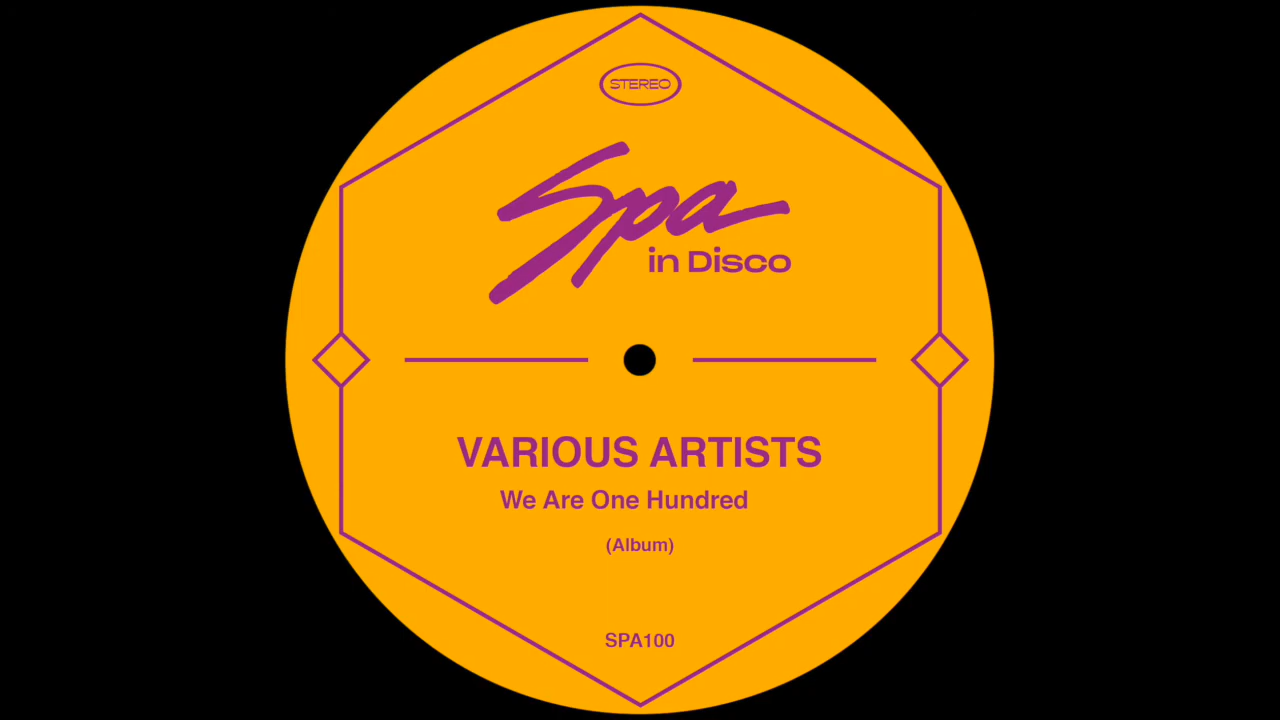 STEREO
Spa
in Disco
VARIOUS ARTISTS
We Are One Hundred
(Album)
SPA100